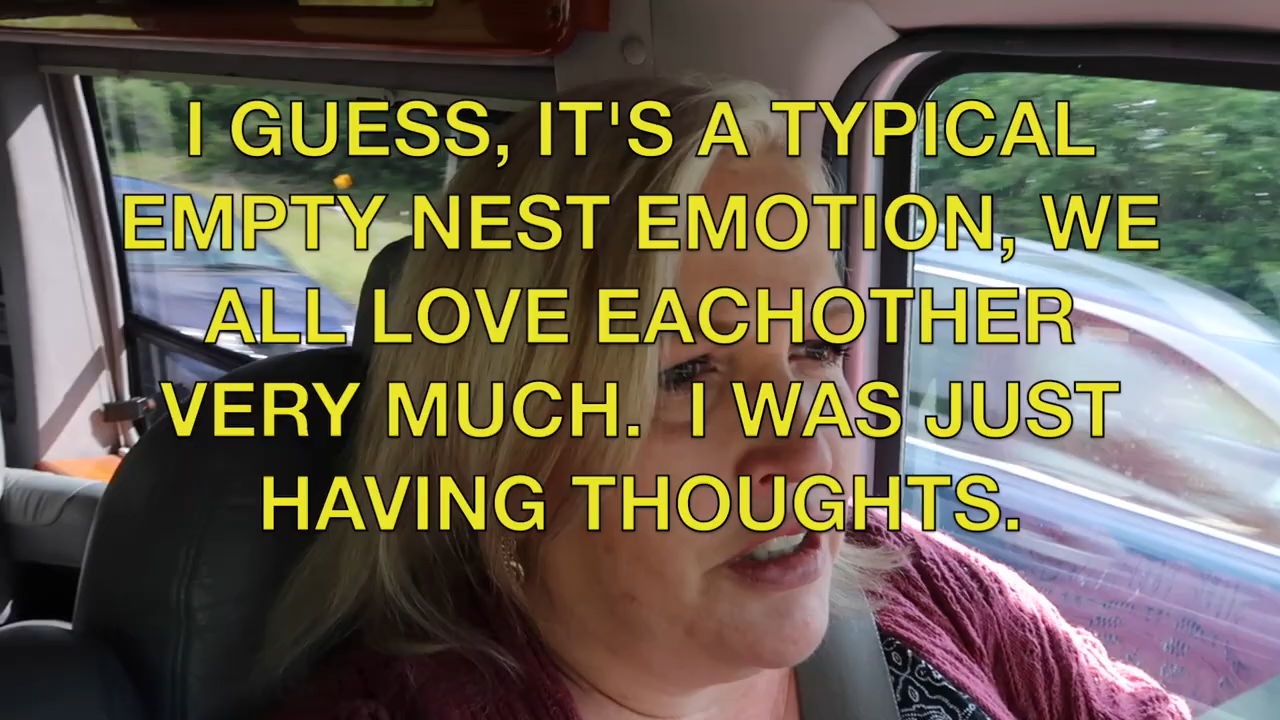 I GUESS, IT'S A TYPICAL
EMPTY NEST EMOTION, WE
ALL LOVE EACHOTHER
VERY MUCH.  I WAS JUST
HAVING THOUGHTS.